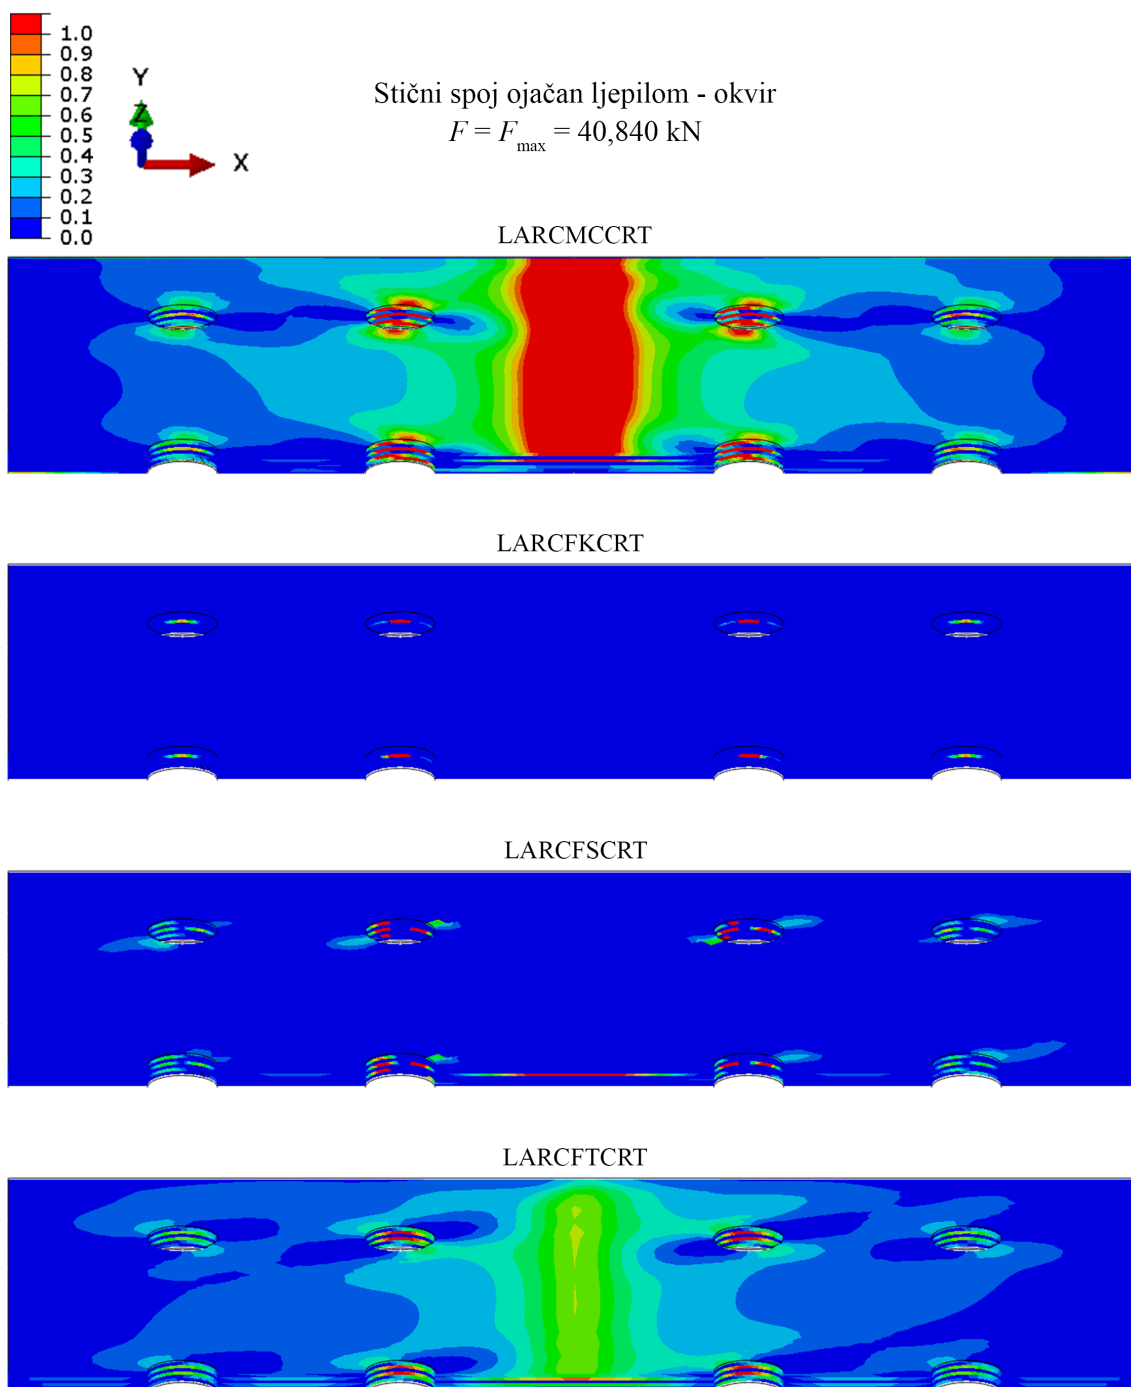 1.0
0.9
0.8
0.7
0.6
0.5
0.4
0.3
0.2
0.1
0.0
Y
Z
X
Stični spoj ojačan ljepilom - okvir
F = Fmax = 40,840 kN
LARCMCCRT
LARCFKCRT
LARCFSCRT
LARCFTCRT